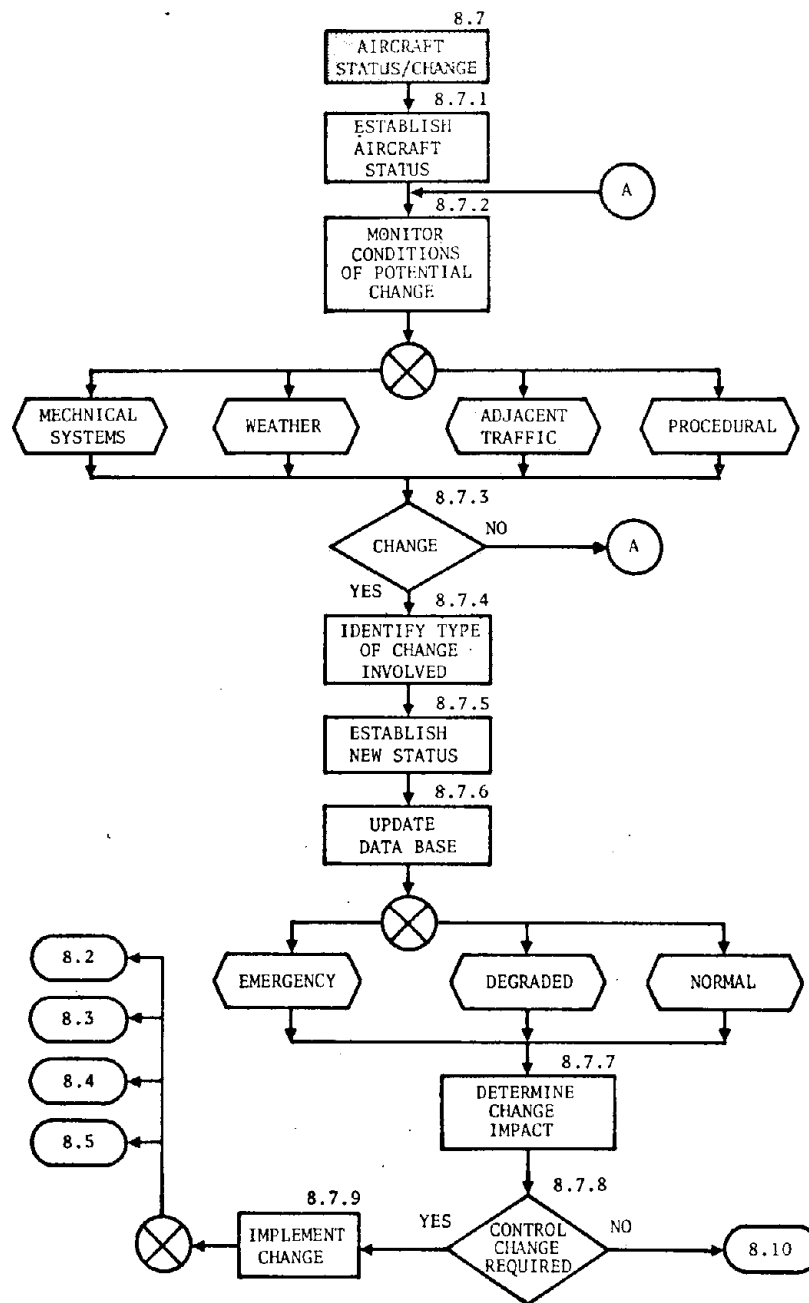 8.7
AIRCRAFT
STATUS/CHANGE
8.7.1
ESTABLISH
AIRCRAFT
STATUS
A
8.7.2
MONITOR
CONDITIONS
OF POTENTIAL
CHANGE
MECHNICAL
SYSTEMS
WEATHER
ADJACENT
TRAFFIC
PROCEDURAL
8.7.3
CHANGE
NO
A
YES
8.7.4
IDENTIFY TYPE
OF CHANGE
INVOLVED
8.7.5
ESTABLISH
NEW STATUS
8.7.6
UPDATE
DATA BASE
EMERGENCY
DEGRADED
NORMAL
8.2
8.3
8.4
8.5
8.7.7
DETERMINE
CHANGE
IMPACT
8.7.8
CONTROL
CHANGE
REQUIRED
YES
NO
8.7.9
IMPLEMENT
CHANGE
8.10